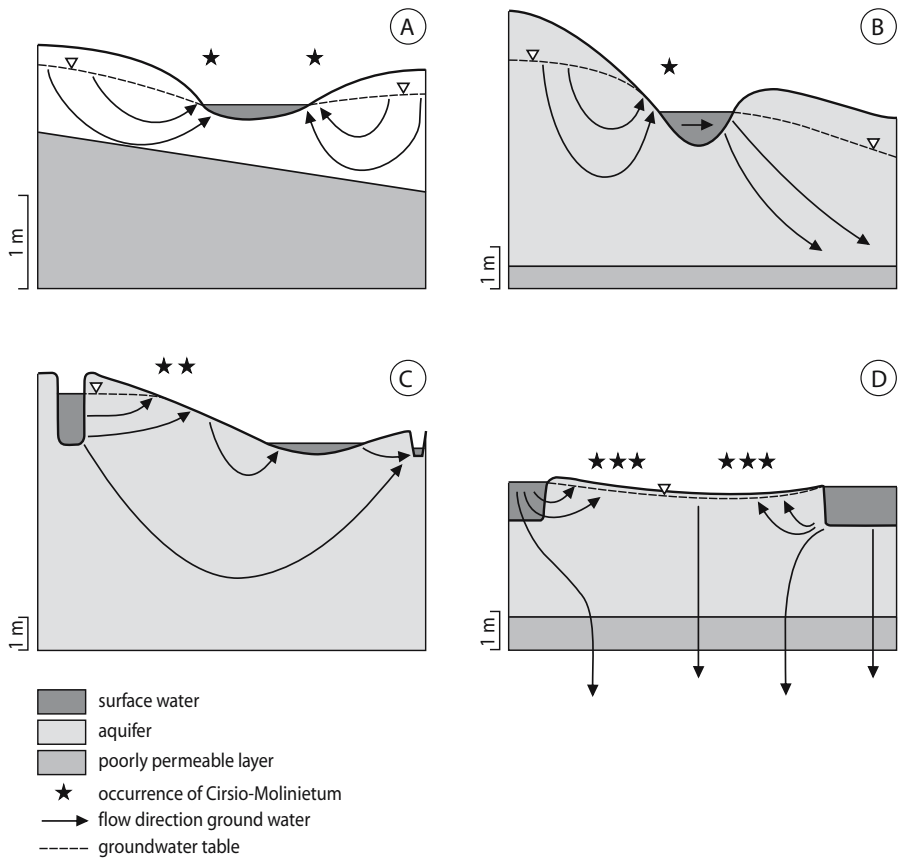 A
B
1 m
1 m
C
D
1 m
1 m
surface water
aquifer
poorly permeable layer
occurrence of Cirsio-Molinietum
flow direction ground water
groundwater table